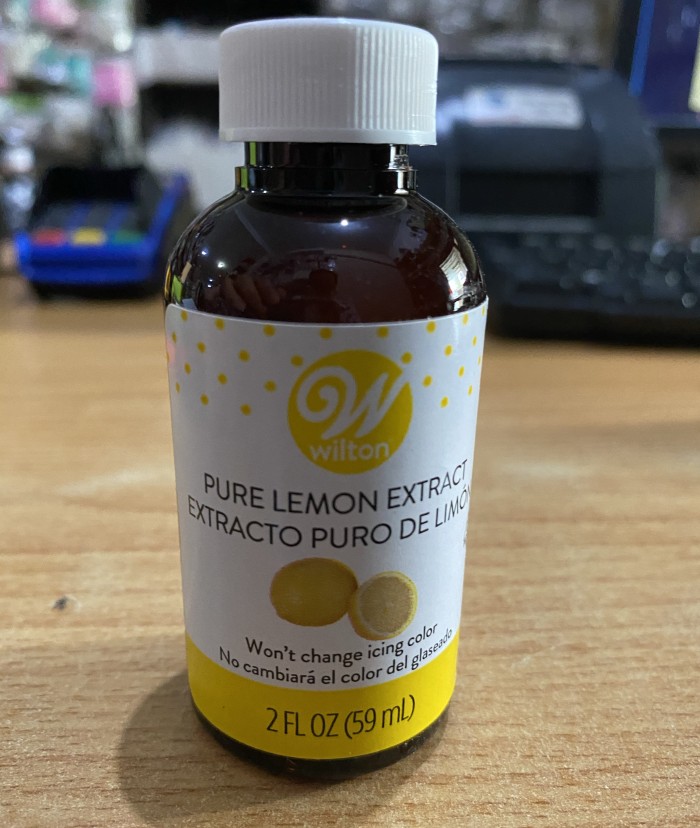 wilton
PURE LEMON EXTRACT
EXTRACTO PURO DE LIMÓN
Won't change icing color
No cambiará el color del glaseado
2 FL OZ (59 mL)